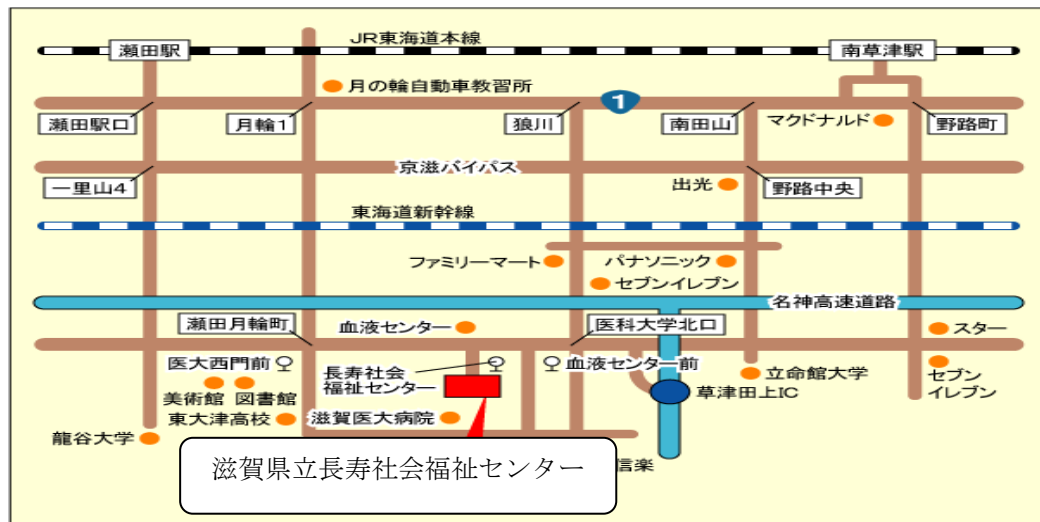 JR東海道本線
瀬田駅
南草津駅
月の輪自動車教習所
1
マクドナルド
瀬田駅口
月輪1
狼川
南田山
野路町
京滋バイパス
一里山4
出光
野路中央
東海道新幹線
ファミリーマート
パナソニック
セブンイレブン
名神高速道路
瀬田月輪町
血液センター
医科大学北口
スター
医大西門前
長寿社会
福祉センター
血液センター前
立命館大学
セブン
イレブン
美術館
図書館
草津田上IC
東大津高校
滋賀医大病院
龍谷大学
信楽
滋賀県立長寿社会福祉センター